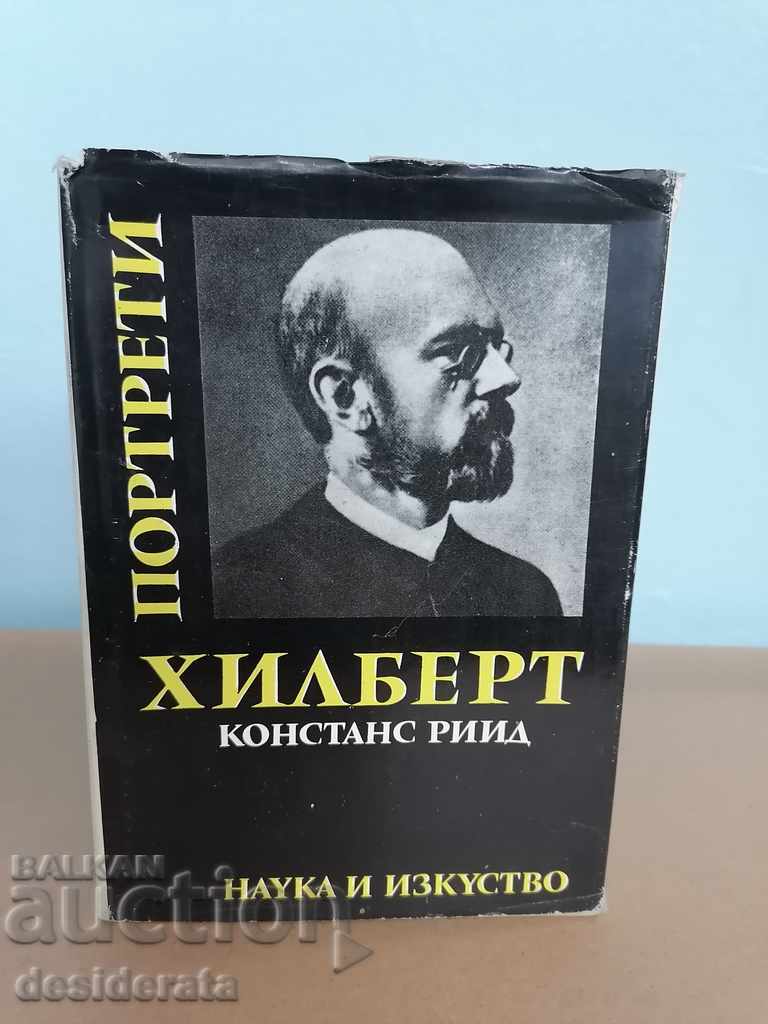 ПОРТРЕТИ
ХИЛБЕРТ
КОНСТАНС РИИД
НАУКА И ИЗКУСТВО
BALKAN
auction
desiderata